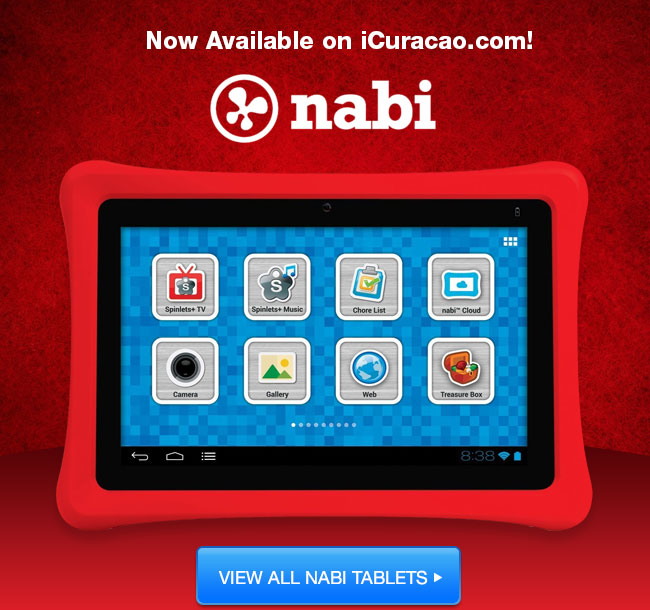 Now Available on iCuracao.com!
nabi
Spinlets+ TV
Spinlets+ Music
Chore List
nabi™ Cloud
Camera
Gallery
Web
Treasure Box
8:38
VIEW ALL NABI TABLETS